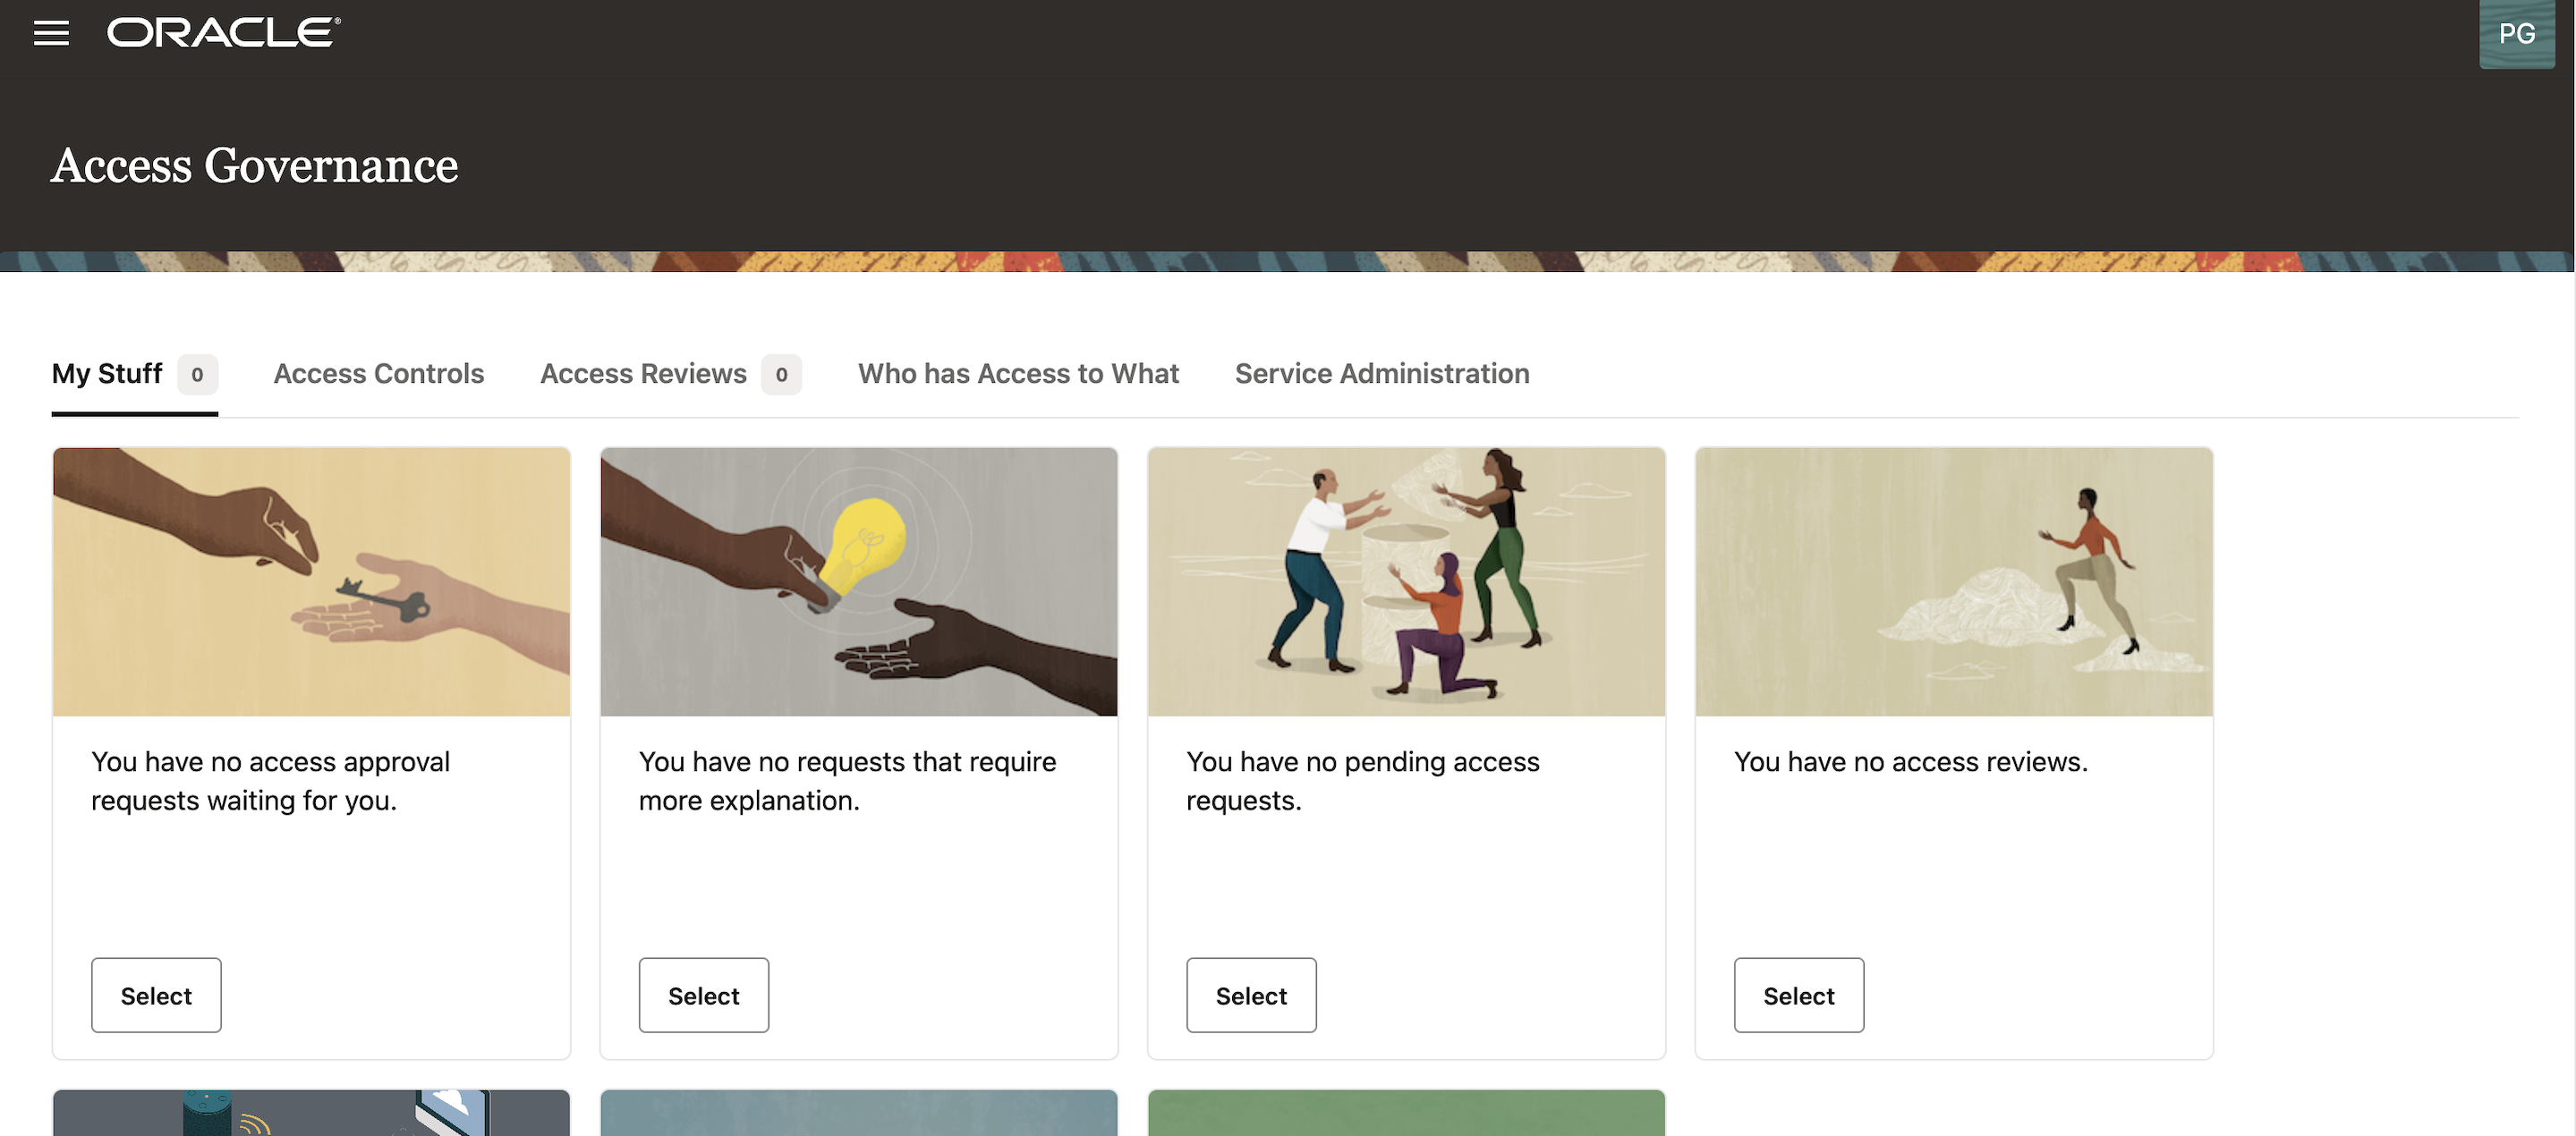 ORACLE®
PG
Access Governance
My Stuff 0 Access Controls Access Reviews 0 Who has Access to What Service Administration
You have no access approval
requests waiting for you.
Select
You have no requests that require
more explanation.
Select
You have no pending access
requests.
Select
You have no access reviews.
Select